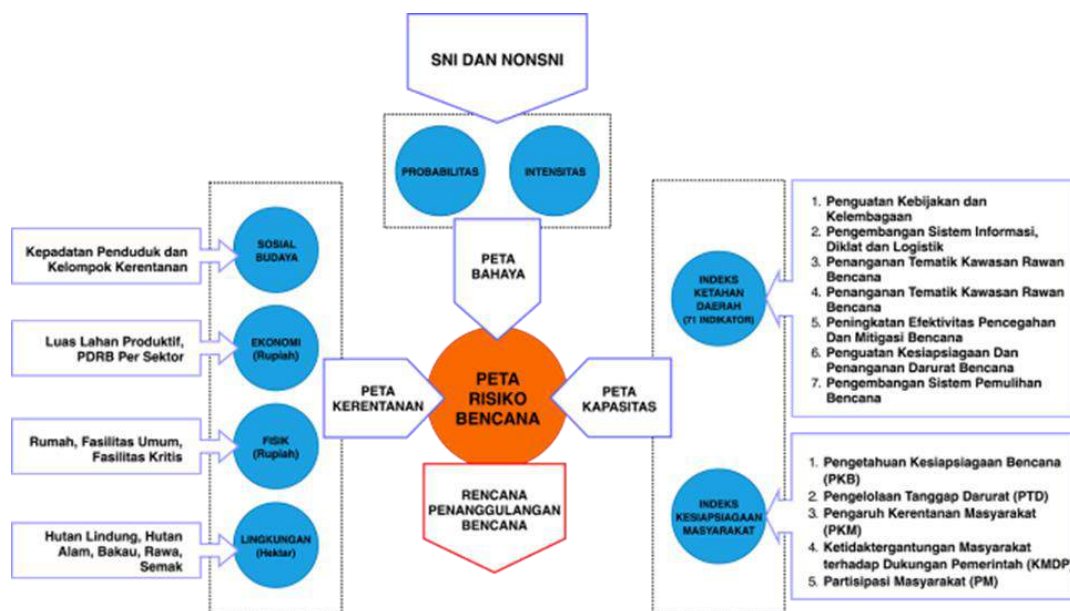 SNI DAN NONSNI
PROBABILITAS
INTENSITAS
PETA
BAHAYA
Kepadatan Penduduk dan
Kelompok Kerentanan
SOSIAL
BUDAYA
Luas Lahan Produktif,
PDRB Per Sektor
EKONOMI
(Rupiah)
Rumah, Fasilitas Umum,
Fasilitas Kritis
FISIK
(Rupiah)
Hutan Lindung, Hutan
Alam, Bakau, Rawa,
Semak
LINGKUNGAN
(Hektar)
PETA
KERENTANAN
PETA
RISIKO
BENCANA
PETA
KAPASITAS
RENCANA
PENANGGULANGAN
BENCANA
INDEKS
KETAHAN
DAERAH
(71 INDIKATOR)
1. Penguatan Kebijakan dan
Kelembagaan
2. Pengembangan Sistem Informasi,
Diklat dan Logistik
3. Penanganan Tematik Kawasan Rawan
Bencana
4. Penanganan Tematik Kawasan Rawan
Bencana
5. Peningkatan Efektivitas Pencegahan
Dan Mitigasi Bencana
6. Penguatan Kesiapsiagaan Dan
Penanganan Darurat Bencana
7. Pengembangan Sistem Pemulihan
Bencana
INDEKS
KESIAPSIAGAAN
MASYARAKAT
1. Pengetahuan Kesiapsiagaan Bencana
(PKB)
2. Pengelolaan Tanggap Darurat (PTD)
3. Pengaruh Kerentanan Masyarakat
(PKM)
4. Ketidaktergantungan Masyarakat
terhadap Dukungan Pemerintah (KMDP)
5. Partisipasi Masyarakat (PM)